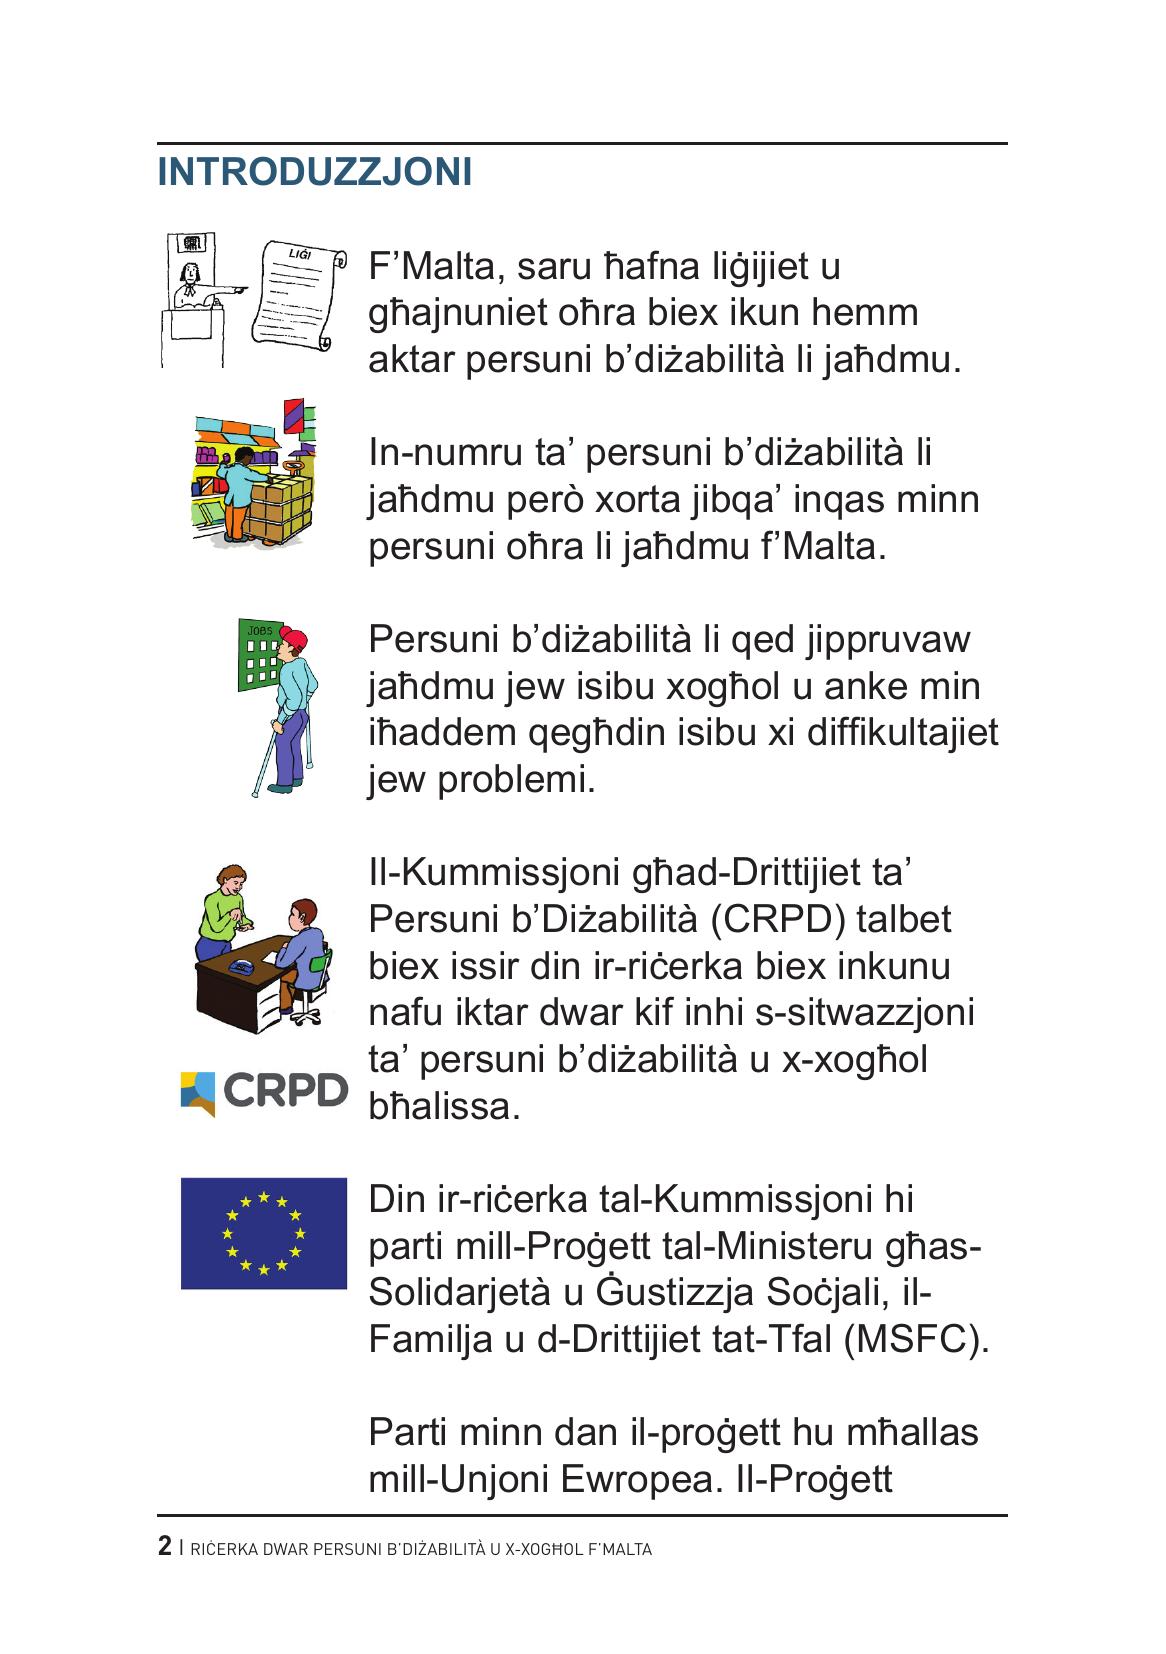 INTRODUZZJONI
LIĠI
F’Malta, saru ħafna liġijiet u
għajnuniet oħra biex ikun hemm
aktar persuni b’diżabilità li jaħdmu.
In-numru ta’ persuni b’diżabilità li
jaħdmu però xorta jibqa’ inqas minn
persuni oħra li jaħdmu f’Malta.
JOBS
Persuni b’diżabilità li qed jippruvaw
jaħdmu jew isibu xogħol u anke min
iħaddem qegħdin isibu xi diffikultajiet
jew problemi.
Il-Kummissjoni għad-Drittijiet ta’
Persuni b’Diżabilità (CRPD) talbet
biex issir din ir-riċerka biex inkunu
nafu iktar dwar kif inhi s-sitwazzjoni
ta’ persuni b’diżabilità u x-xogħol
bħalissa.
CRPD
Din ir-riċerka tal-Kummissjoni hi
parti mill-Proġett tal-Ministeru għas-
Solidarjetà u Ġustizzja Soċjali, il-
Familja u d-Drittijiet tat-Tfal (MSFC).
Parti minn dan il-proġett hu mħallas
mill-Unjoni Ewropea. Il-Proġett
2 I RIĊERKA DWAR PERSUNI B’DIŻABILITÀ U X-XOGĦOL F’MALTA